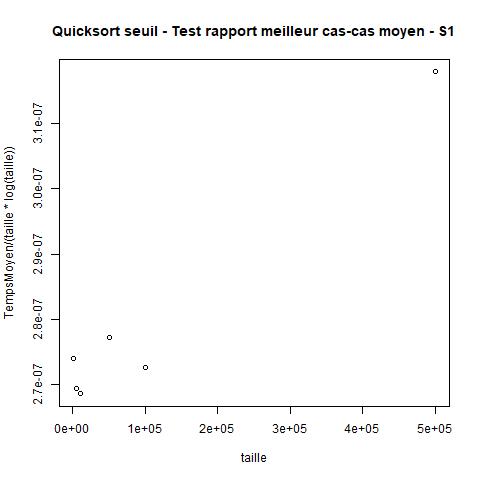 Quicksort seuil - Test rapport meilleur cas-cas moyen - S1
TempsMoyen/(taille * log(taille))
3.1e-07
3.0e-07
2.9e-07
2.8e-07
2.7e-07
0e+00 1e+05 2e+05 3e+05 4e+05 5e+05
taille